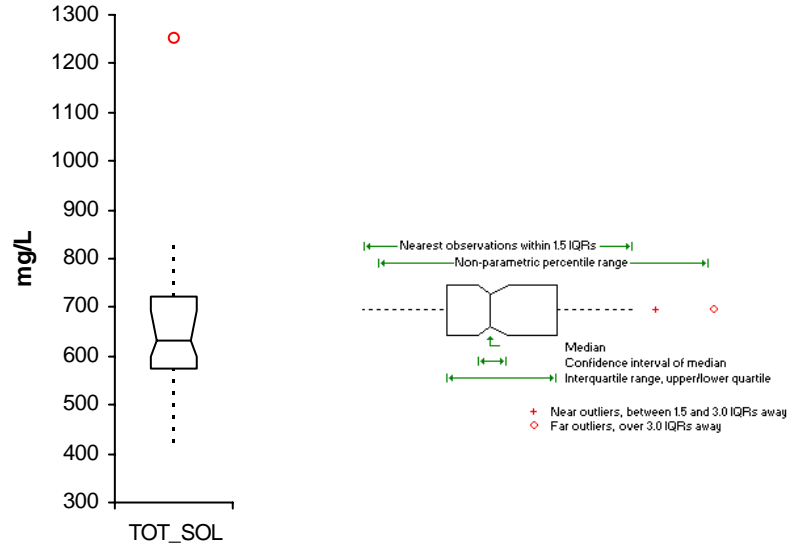 1300
1200
1100
1000
900
800
700
600
500
400
300
mg/L
TOT_SOL
Nearest observations within 1.5 IQRs
Non-parametric percentile range
Median
Confidence interval of median
Interquartile range, upper/lower quartile
Near outliers, between 1.5 and 3.0 IQRs away
Far outliers, over 3.0 IQRs away